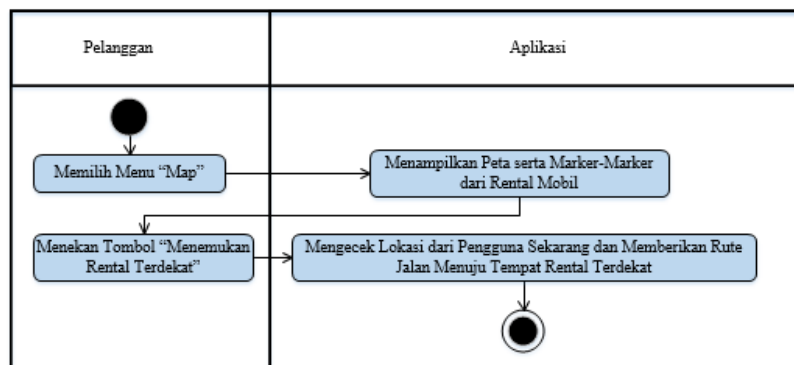 Pelanggan
Aplikasi
Memilih Menu “Map”
Menampilkan Peta serta Marker-Marker
dari Rental Mobil
Menekan Tombol “Menemukan
Rental Terdekat”
Mengecek Lokasi dari Pengguna Sekarang dan Memberikan Rute
Jalan Menuju Tempat Rental Terdekat